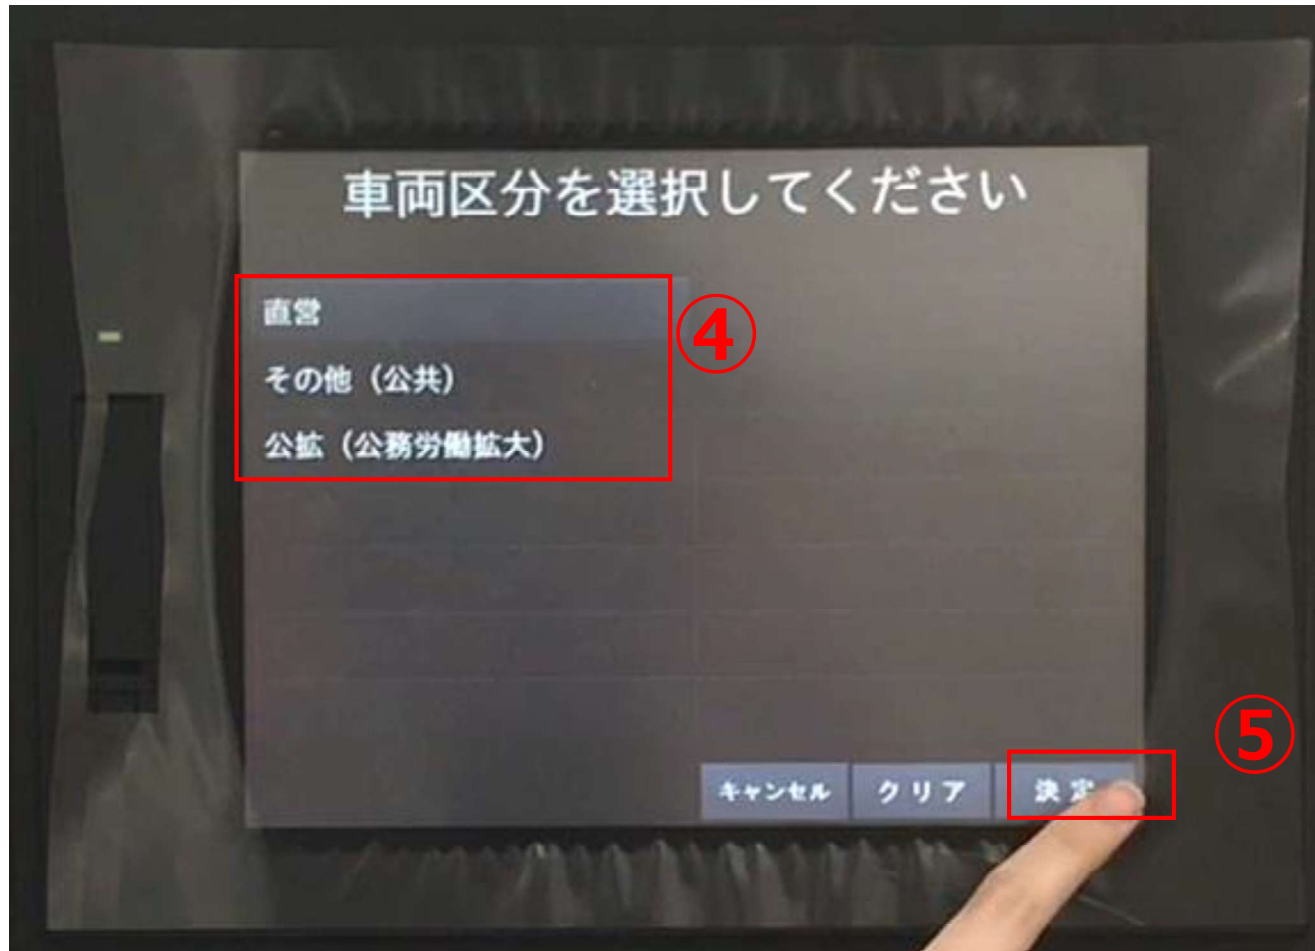 車両区分を選択してください
直営
④
その他（公共）
公拡（公務労働拡大）
⑤
キャンセル
クリア
決定